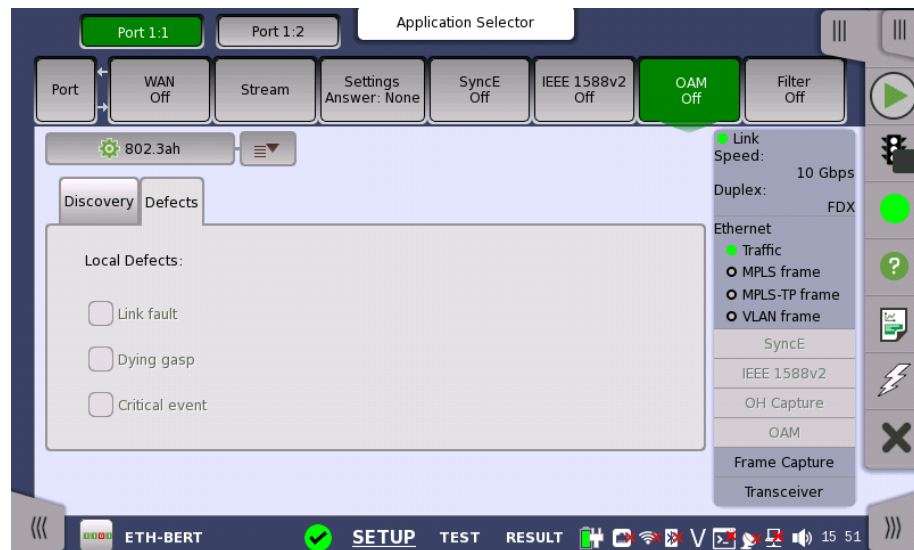 Application Selector
Port 1:1
Port 1:2
Port
WAN
Off
Stream
Settings
Answer: None
SyncE
Off
IEEE 1588v2
Off
OAM
Off
Filter
Off
802.3ah
Discovery
Defects
Local Defects:
Link fault
Dying gasp
Critical event
Link
Speed:
10 Gbps
Duplex:
FDX
Ethernet
Traffic
MPLS frame
MPLS-TP frame
VLAN frame
SyncE
IEEE 1588v2
OH Capture
OAM
Frame Capture
Transceiver
ETH-BERT
SETUP
TEST
RESULT
V
15 51